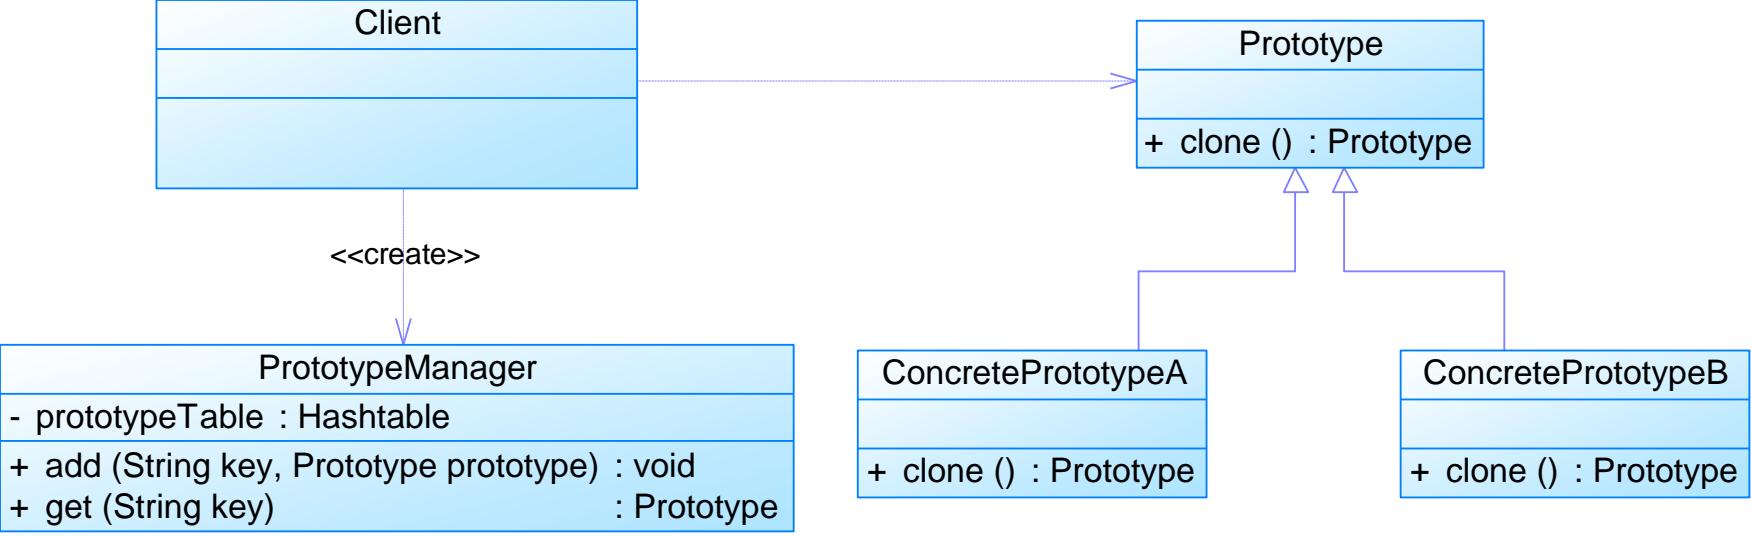 Client
Prototype
+ clone () : Prototype
<<create>>
PrototypeManager
- prototypeTable : Hashtable
+ add (String key, Prototype prototype) : void
+ get (String key) : Prototype
ConcretePrototypeA
+ clone () : Prototype
ConcretePrototypeB
+ clone () : Prototype